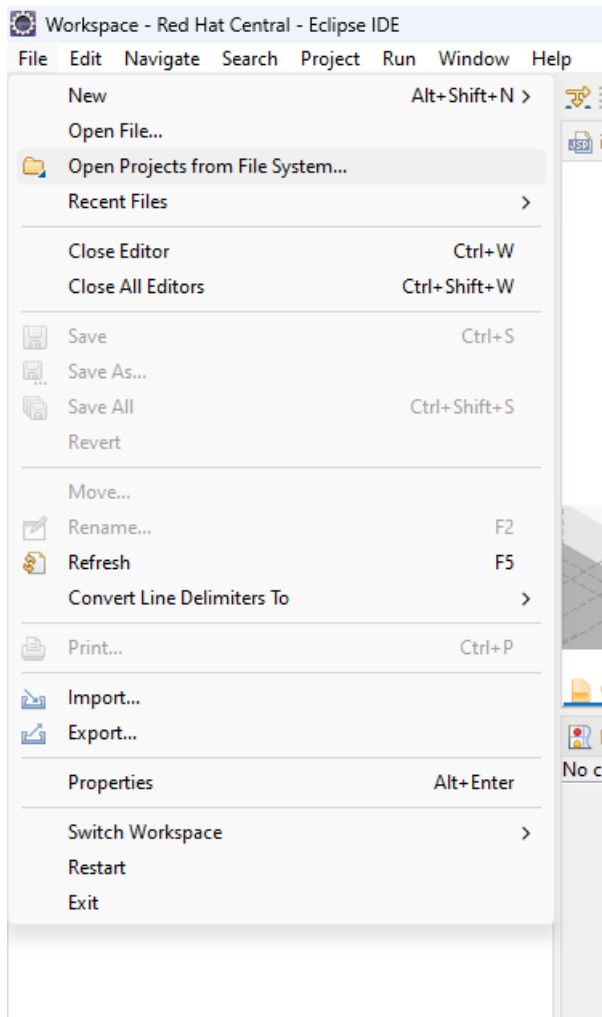 Workspace - Red Hat Central - Eclipse IDE
File Edit Navigate Search Project Run Window Help
New Alt+Shift+N >
Open File...
Open Projects from File System...
Recent Files >
Close Editor Ctrl+W
Close All Editors Ctrl+Shift+W
Save Ctrl+S
Save As...
Save All Ctrl+Shift+S
Revert
Move...
Rename... F2
Refresh F5
Convert Line Delimiters To >
Print... Ctrl+P
Import...
Export...
Properties Alt+Enter
No c
Switch Workspace >
Restart
Exit